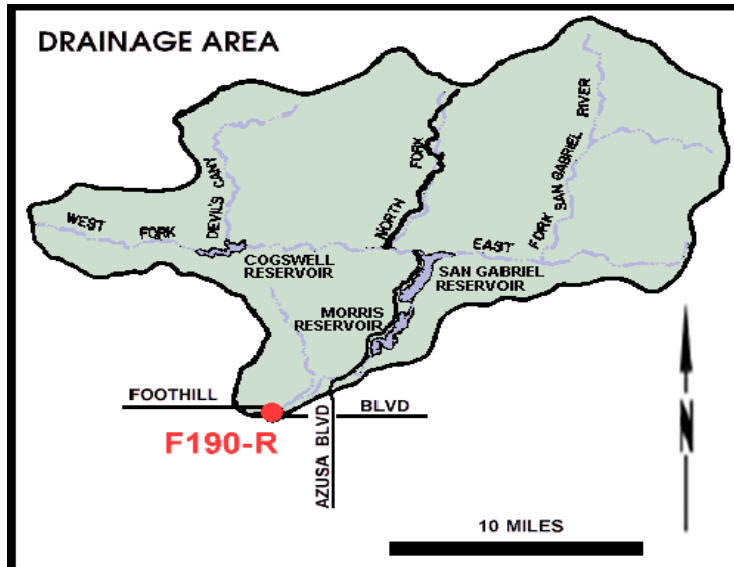 DRAINAGE AREA
WEST FORK
DEVIL'S CANY
NORTH FORK
EAST FORK SAN GABRIEL RIVER
COGSWELL
RESERVOIR
SAN GABRIEL
RESERVOIR
MORRIS
RESERVOIR
FOOTHILL BLVD
F190-R
AZUSA BLVD
N
10 MILES